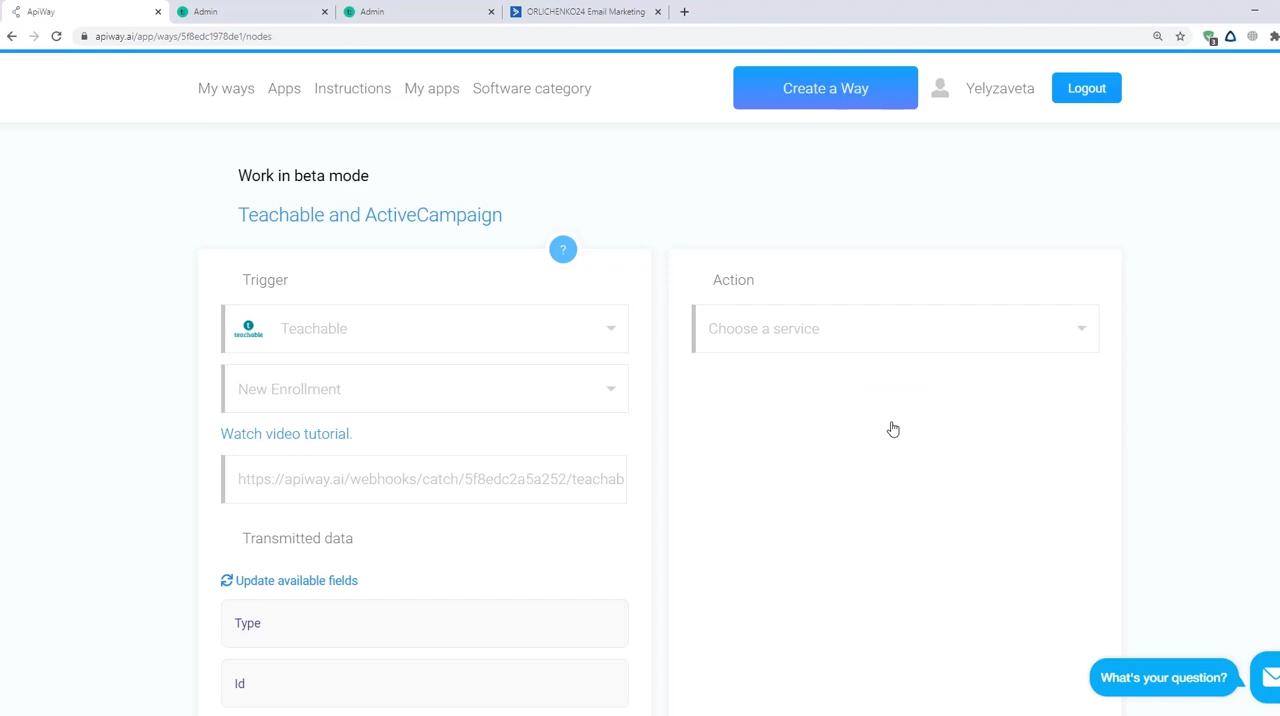 ApiWay
Admin
Admin
ORLICHENKO24 Email Marketing
apiway.ai/app/ways/5f8edc1978de1/nodes
3
My ways
Apps
Instructions
My apps
Software category
Create a Way
Yelyzaveta
Logout
Work in beta mode
Teachable and ActiveCampaign
?
Trigger
t
teachable
Teachable
New Enrollment
Watch video tutorial.
https://apiway.ai/webhooks/catch/5f8edc2a5a252/teachab
Transmitted data
Update available fields
Type
Id
Action
Choose a service
What's your question?